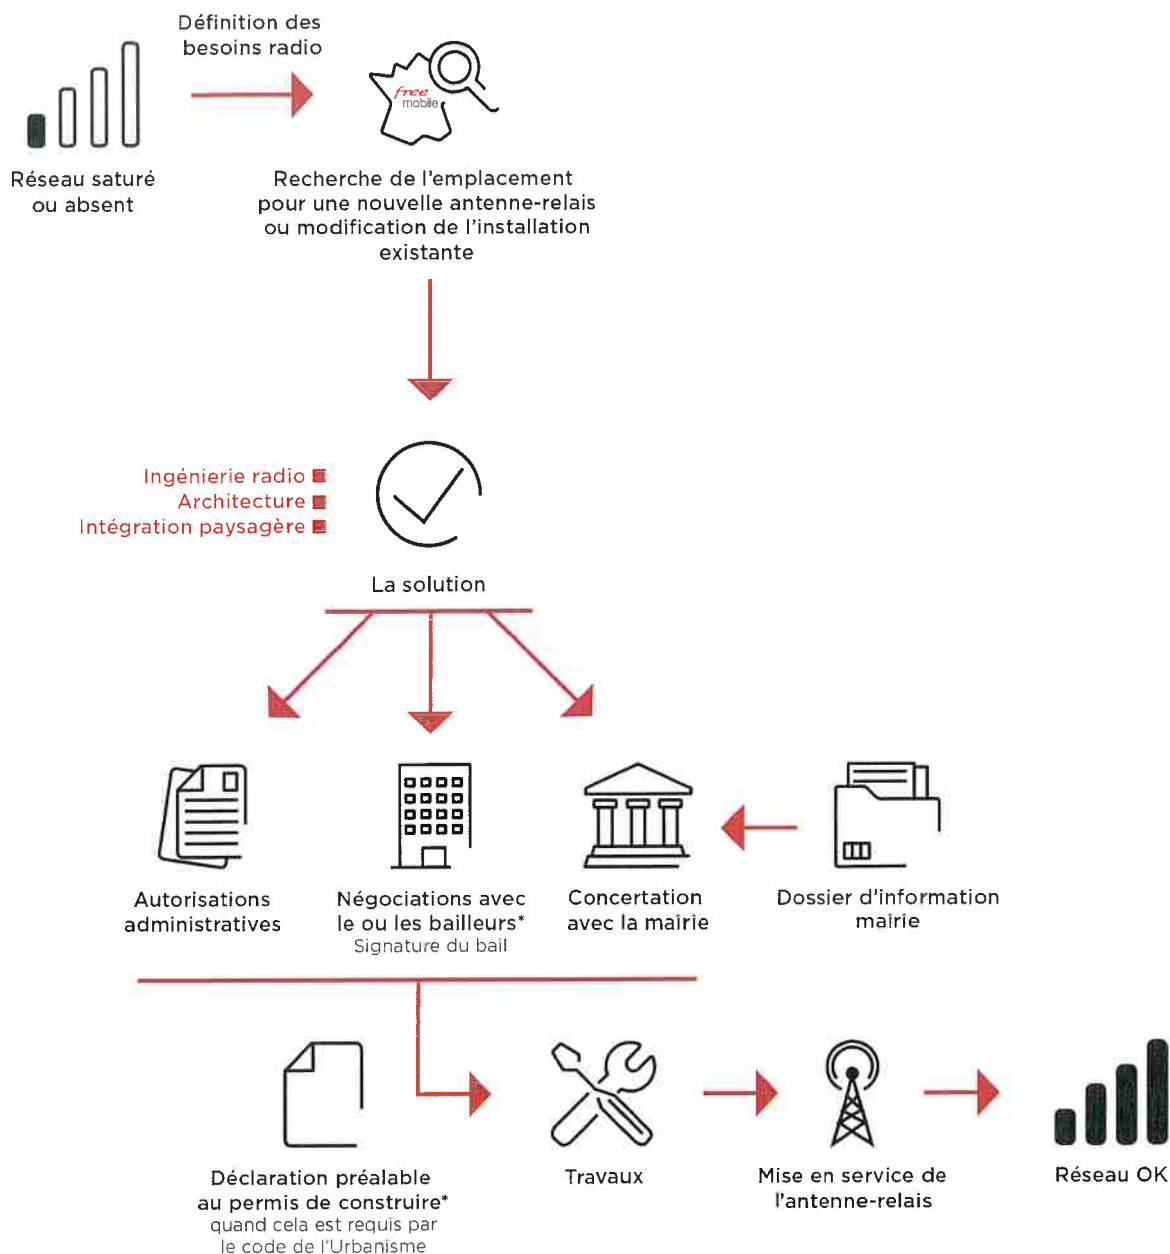 Définition des
besoins radio
free
mobile
Réseau saturé
ou absent
Recherche de l'emplacement
pour une nouvelle antenne-relais
ou modification de l'installation
existante
Ingénierie radio
Architecture
Intégration paysagère
La solution
Autorisations
administratives
Négociations avec
le ou les bailleurs*
Signature du bail
Concertation
avec la mairie
Dossier d'information
mairie
Déclaration préalable
au permis de construire*
quand cela est requis par
le code de l'Urbanisme
Travaux
Mise en service de
l'antenne-relais
Réseau OK